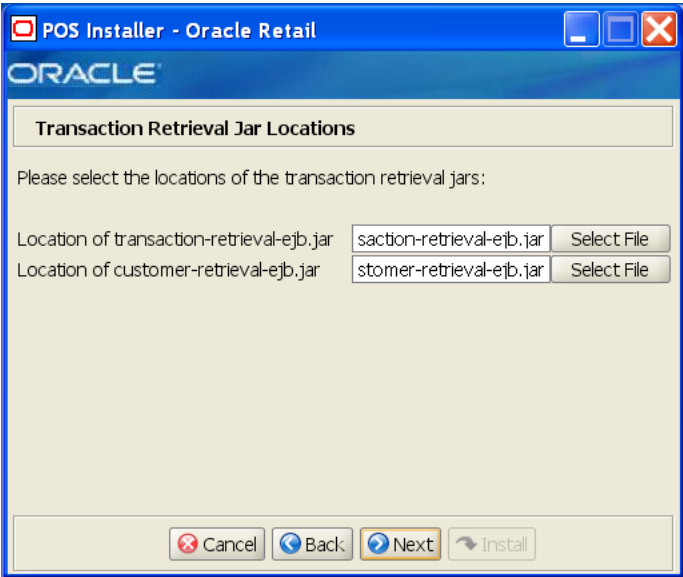 POS Installer - Oracle Retail
ORACLE
Transaction Retrieval Jar Locations
Please select the locations of the transaction retrieval jars:
Location of transaction-retrieval-ejb.jar saction-retrieval-ejb.jar Select File
Location of customer-retrieval-ejb.jar stomer-retrieval-ejb.jar Select File
Cancel Back Next Install